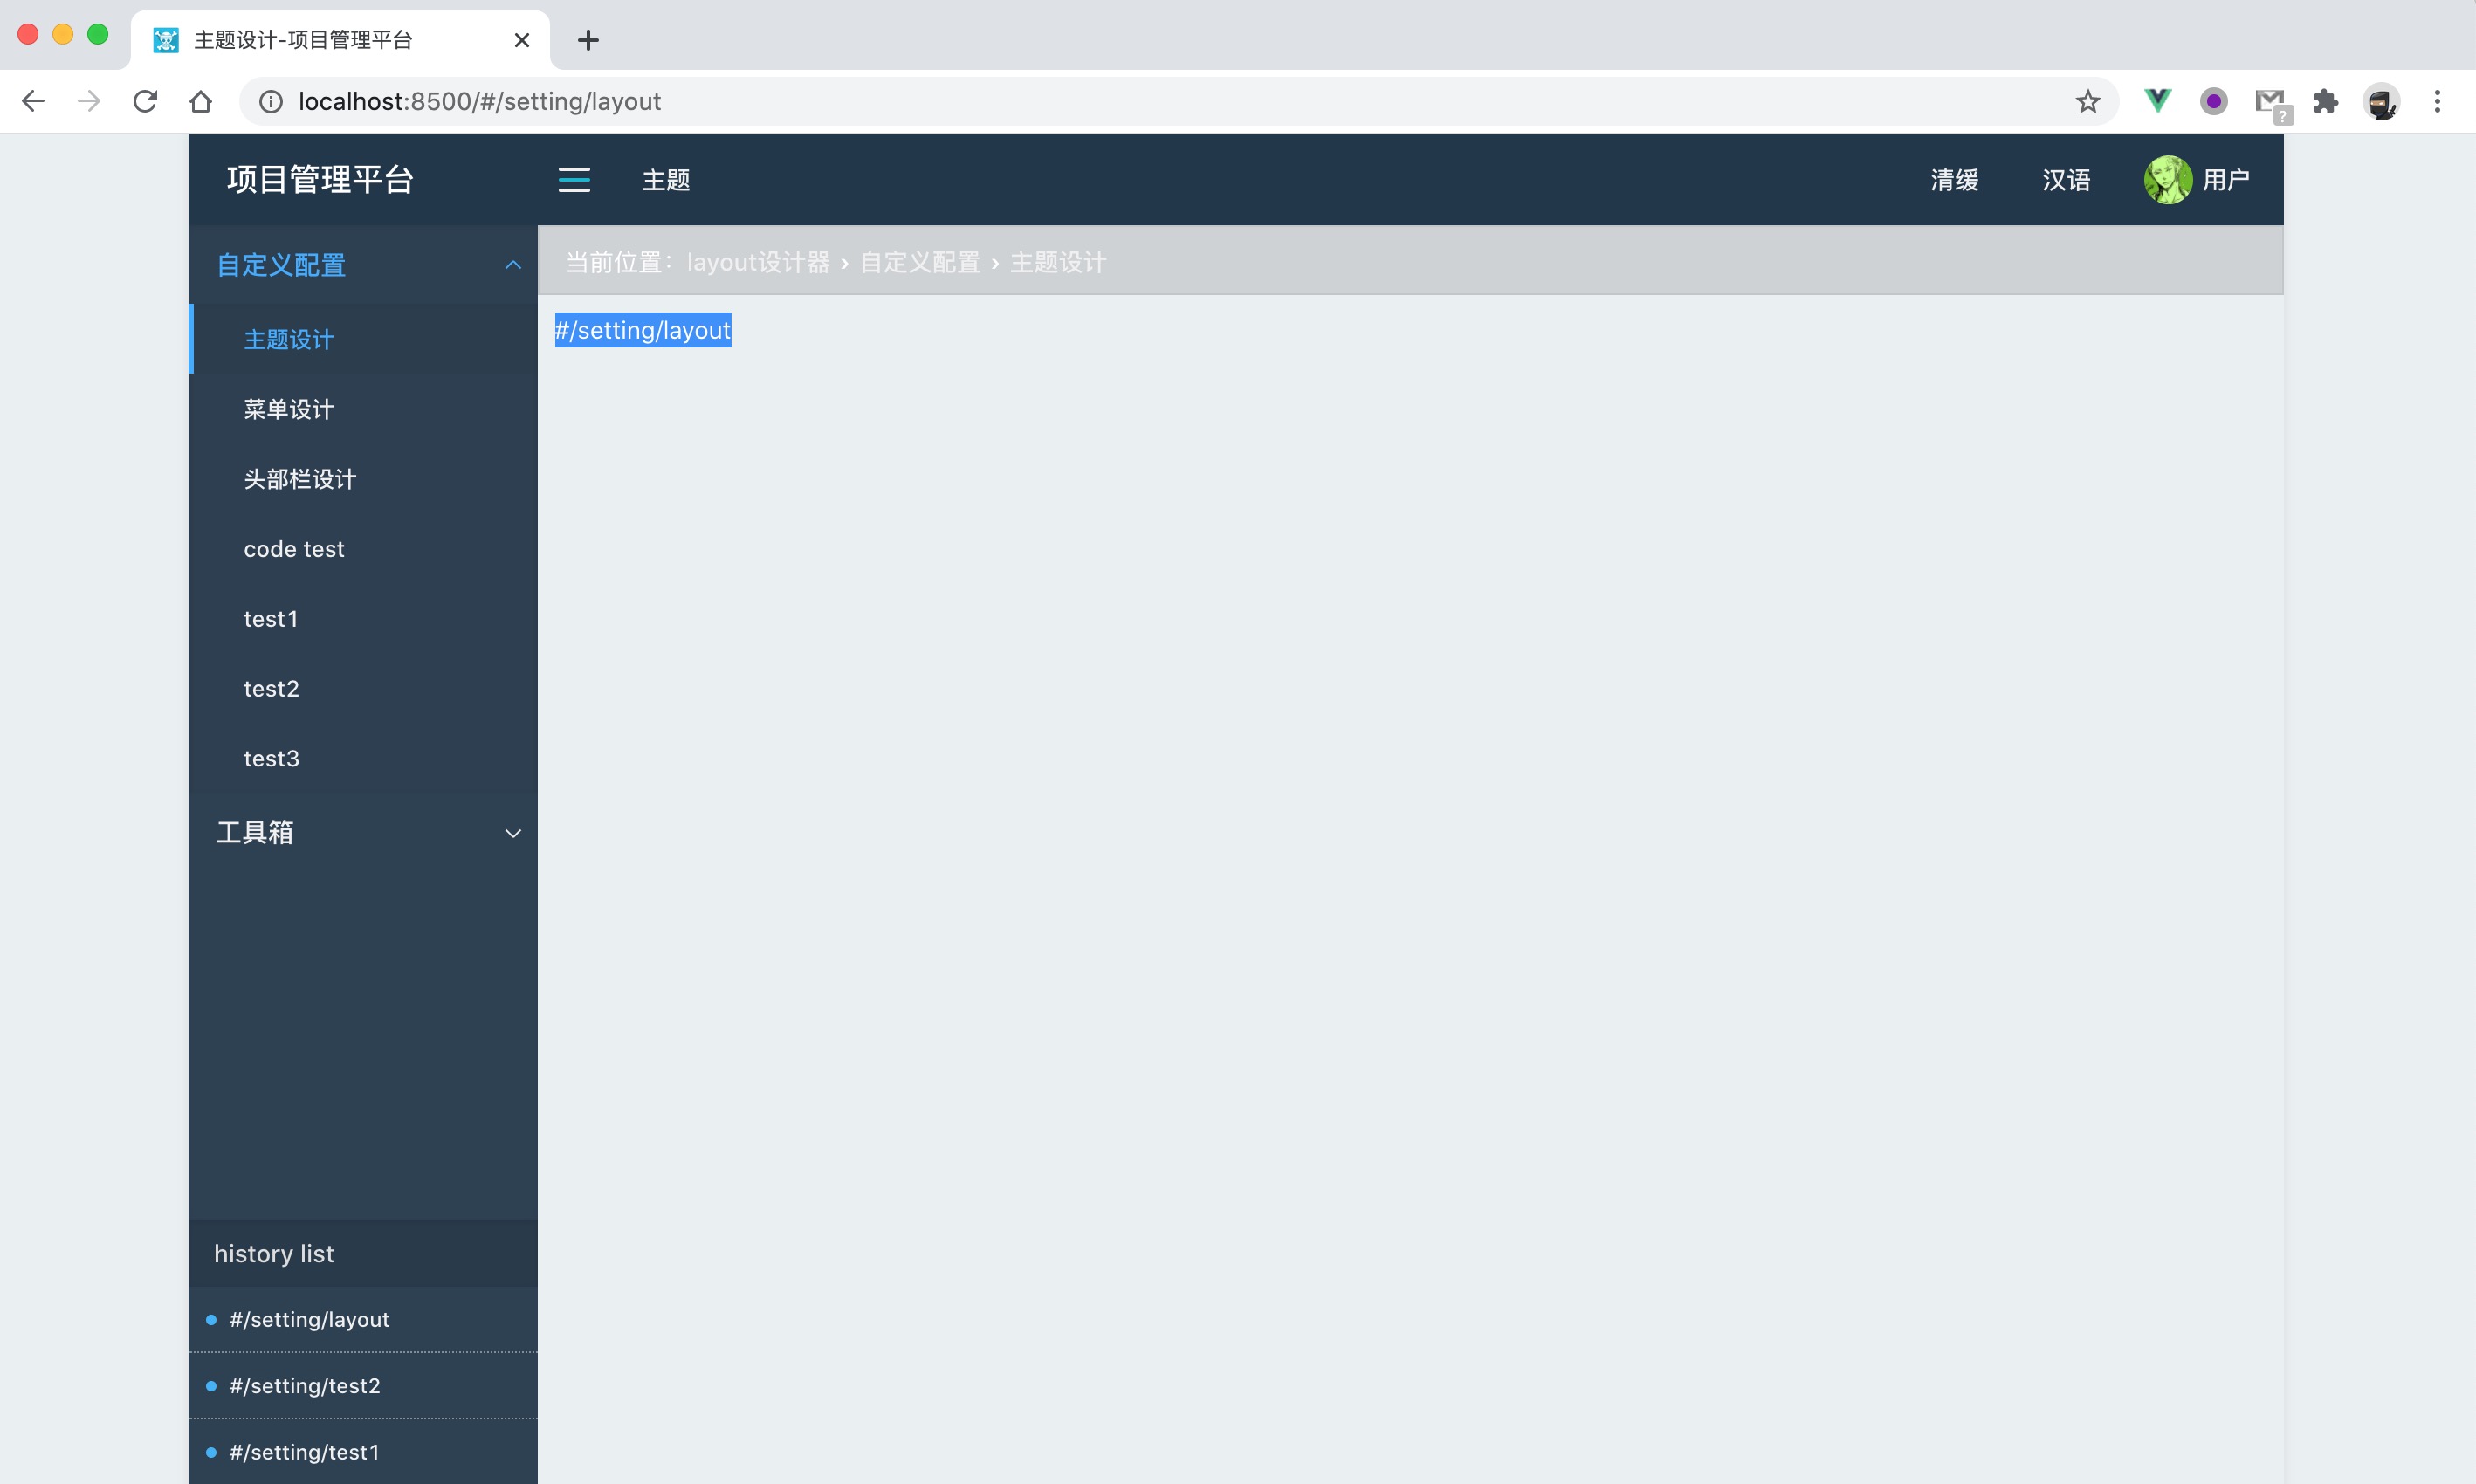 主题设计-项目管理平台
localhost:8500/#/setting/layout
?
项目管理平台
主题
清缓
汉语
用户
自定义配置
主题设计
菜单设计
头部栏设计
code test
test1
test2
test3
工具箱
history list
#/setting/layout
#/setting/test2
#/setting/test1
当前位置：layout设计器 › 自定义配置 › 主题设计
#/setting/layout